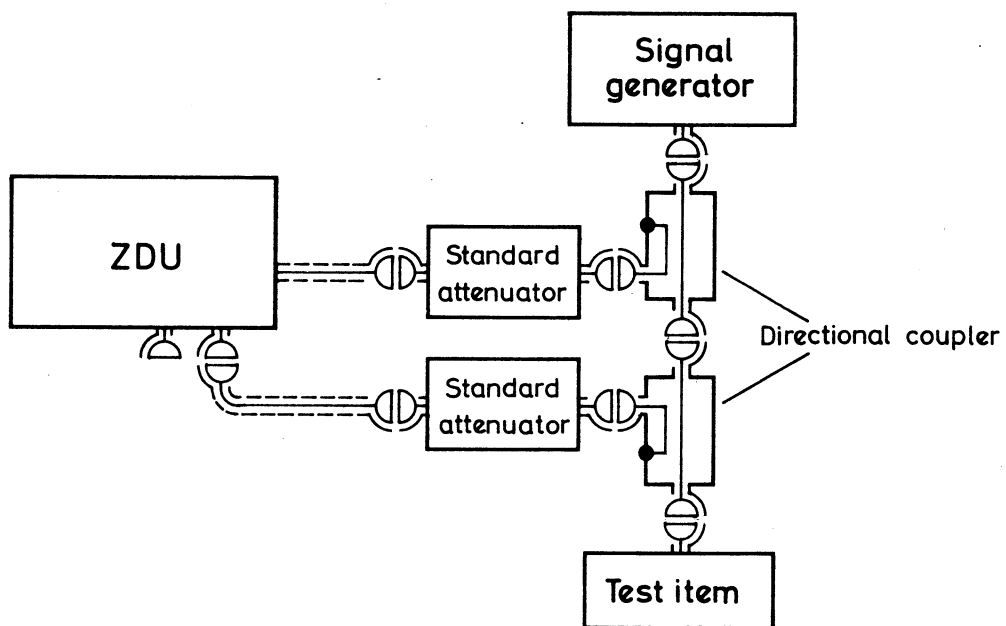 Signal
generator
ZDU
Standard
attenuator
Directional coupler
Standard
attenuator
Test item